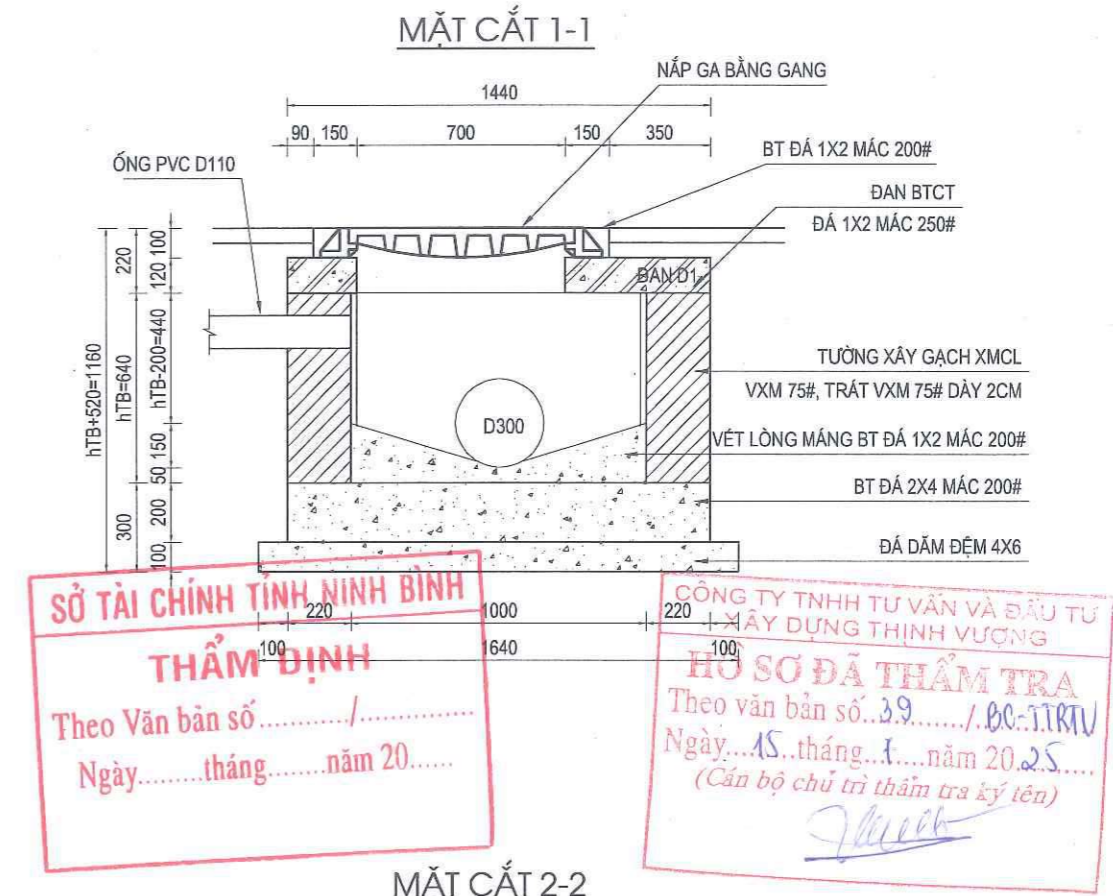 MẶT CẮT 1-1
NẮP GA BẰNG GANG
1440
90 150 700 150 350
BT ĐÁ 1X2 MÁC 200#
ỐNG PVC D110
ĐAN BTCT
ĐÁ 1X2 MÁC 250#
100
220
120
ĐAN D1
hTB+520=1160
hTB=640
hTB-200=440
TƯỜNG XÂY GẠCH XMCL
VXM 75#, TRÁT VXM 75# DÀY 2CM
D300
150
VÉT LÒNG MÁNG BT ĐÁ 1X2 MÁC 200#
50
BT ĐÁ 2X4 MÁC 200#
300
200
100
ĐÁ DĂM ĐỆM 4X6
220 1000 220
100 1640 100
SỞ TÀI CHÍNH TỈNH NINH BÌNH
THẨM ĐỊNH
Theo Văn bản số............/...............
Ngày.........tháng........năm 20......
CÔNG TY TNHH TƯ VẤN VÀ ĐẦU TƯ
XÂY DỰNG THỊNH VƯỢNG
HỒ SƠ ĐÃ THẨM TRA
Theo văn bản số..39......../.BC-TTRTV
Ngày...15..tháng..1...năm 20.25.....
(Cán bộ chủ trì thẩm tra ký tên)
MẶT CẮT 2-2